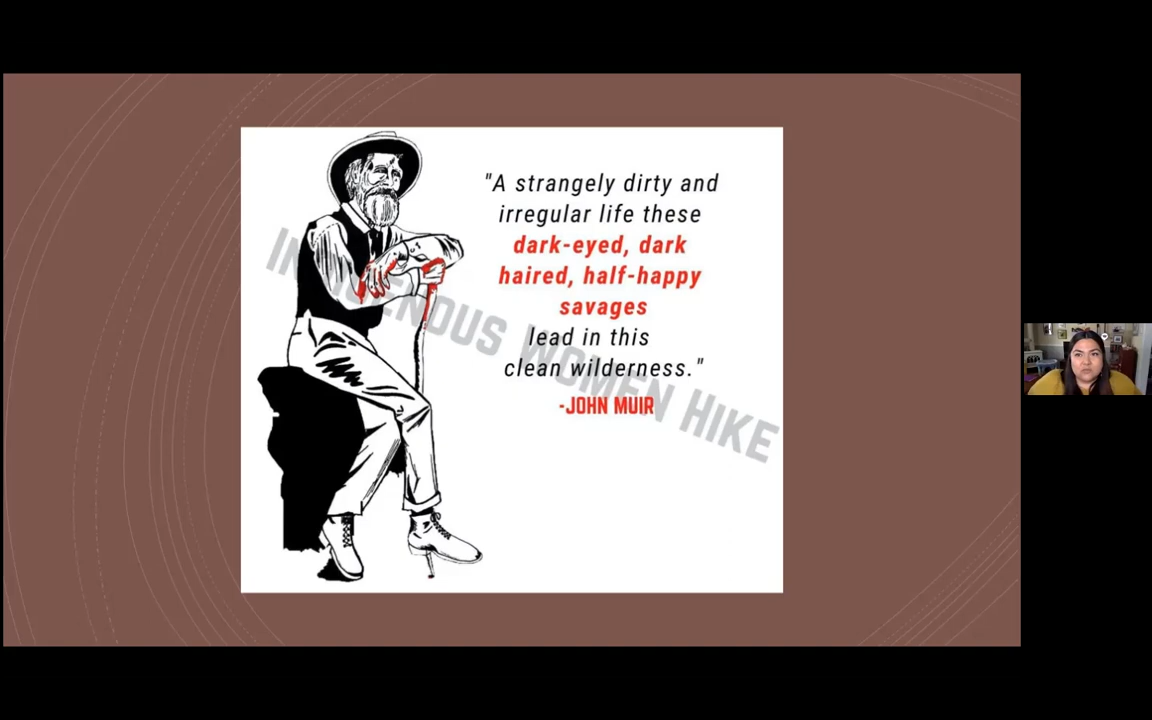 "A strangely dirty and
irregular life these
dark-eyed, dark
haired, half-happy
savages
lead in this
clean wilderness."
-JOHN MUIR
INDIGENOUS WOMEN HIKE